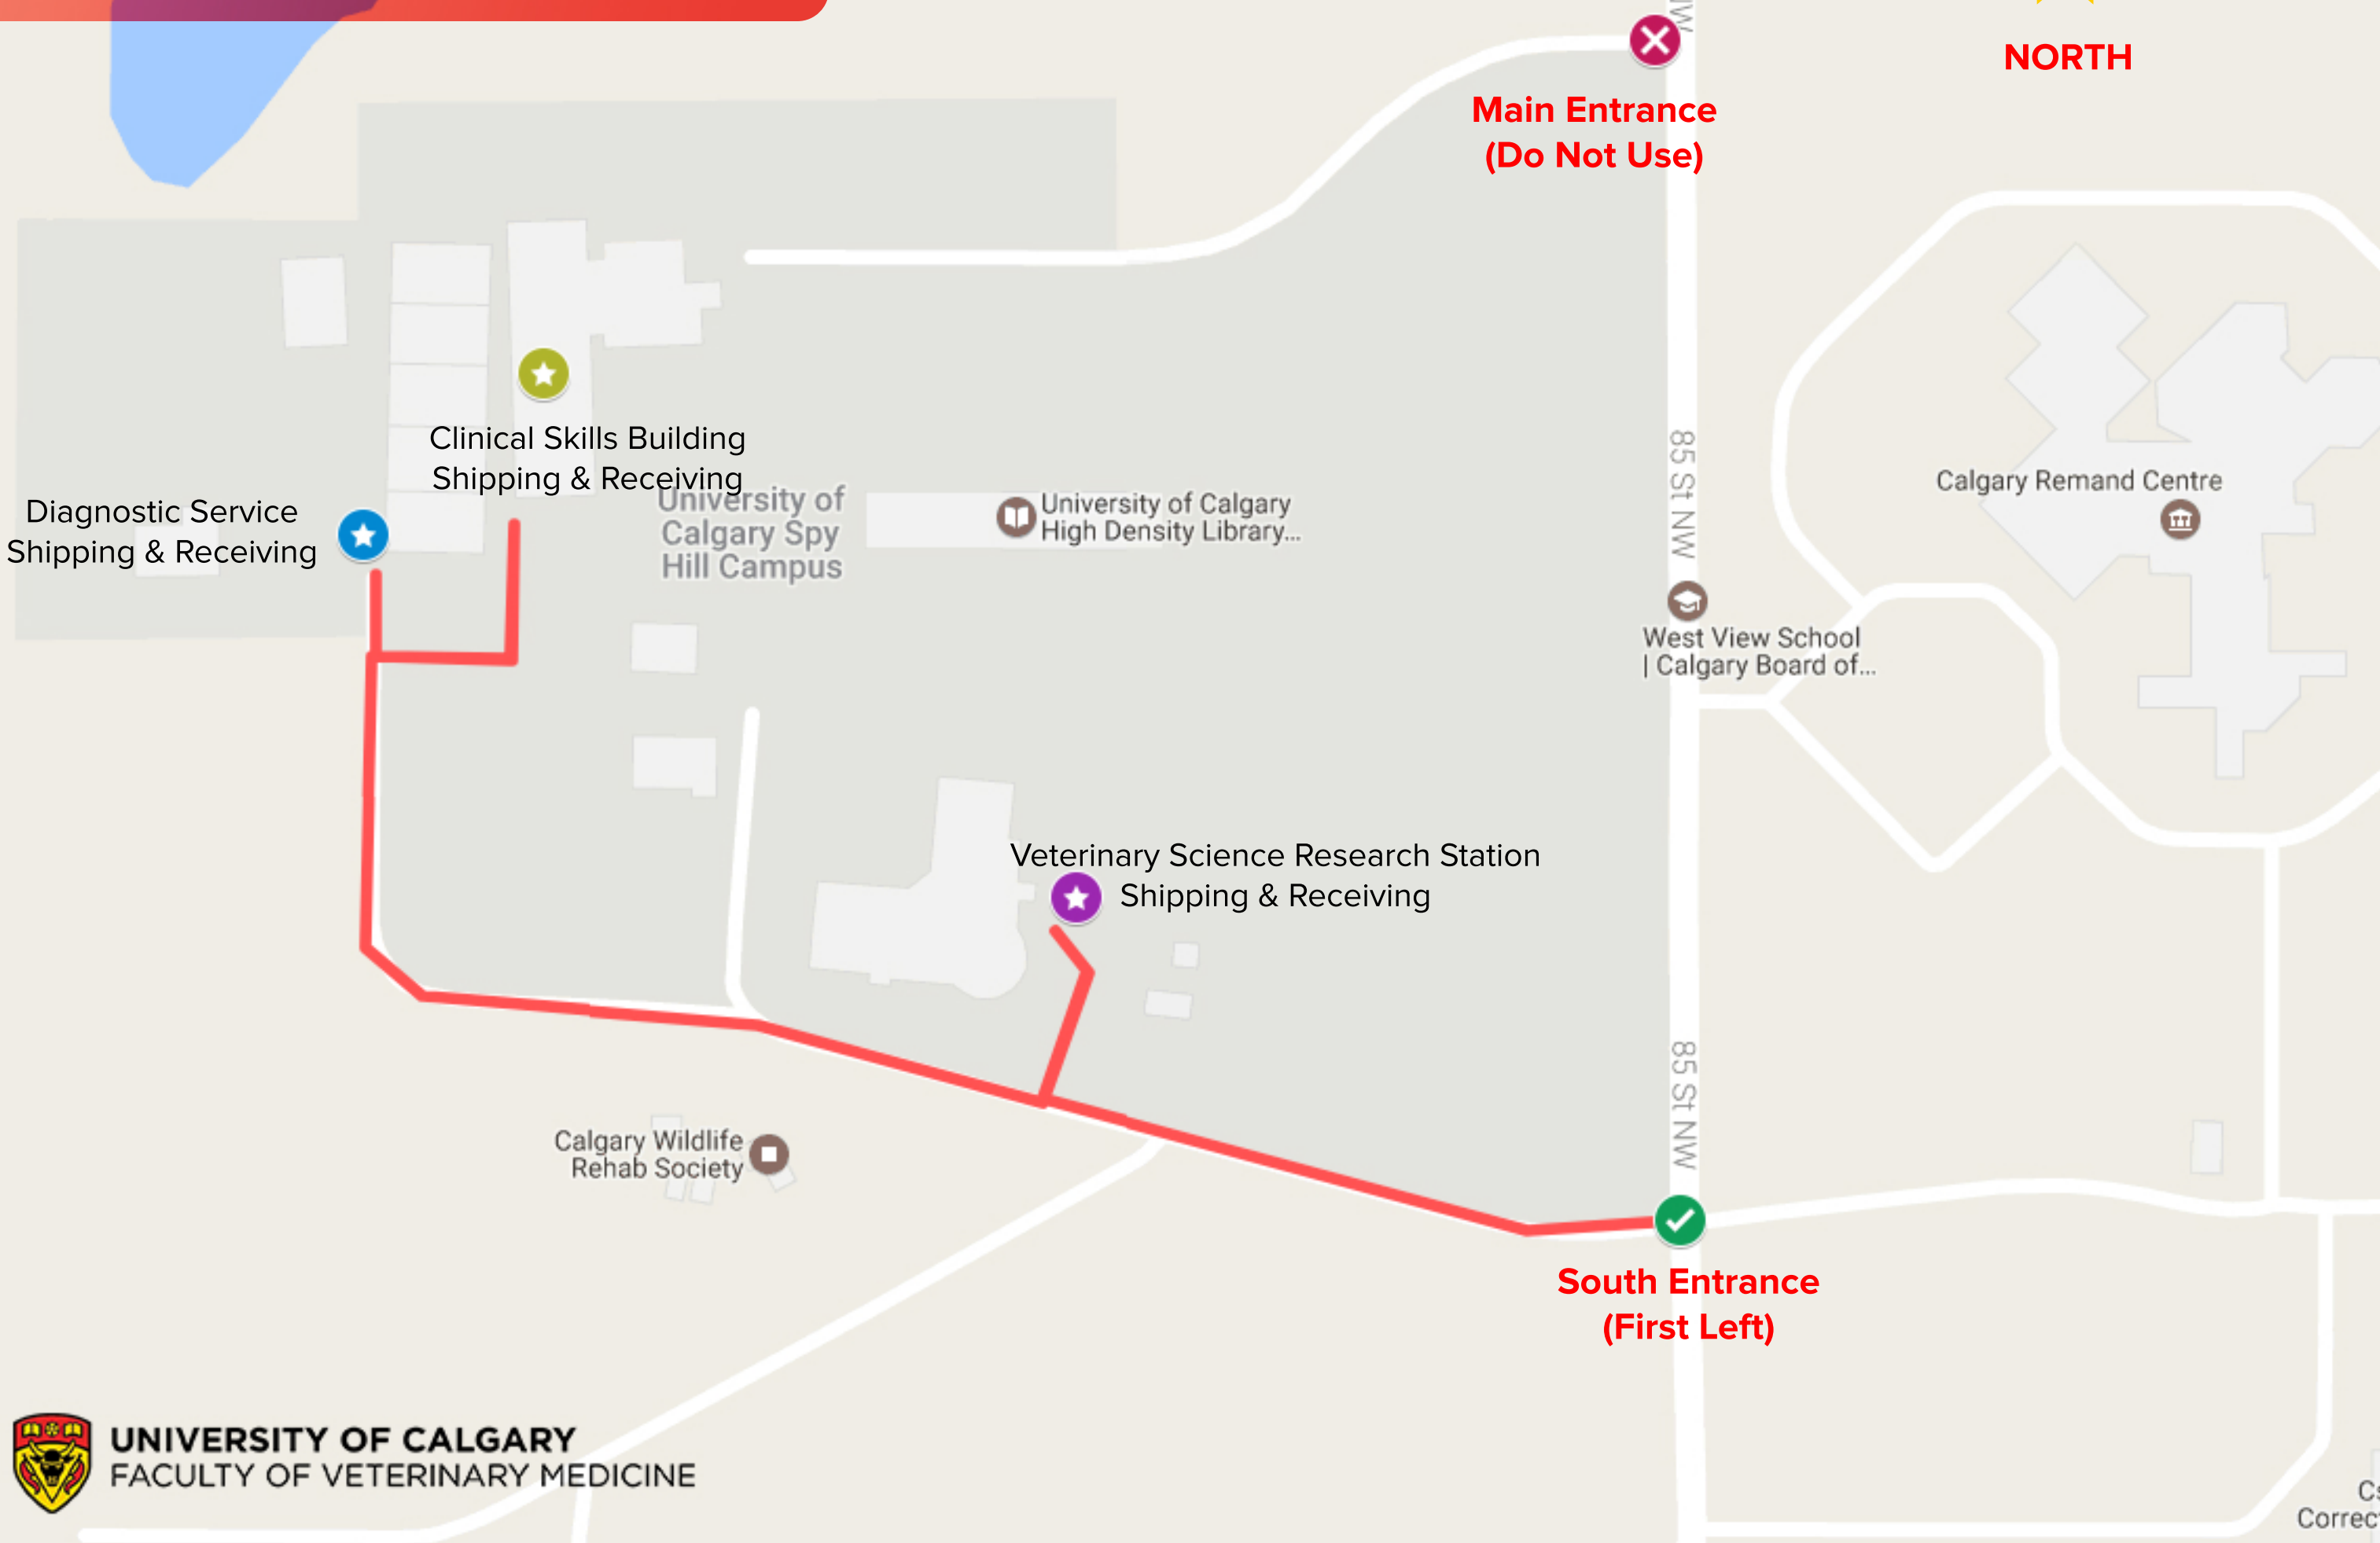 NW
NORTH
Main Entrance
(Do Not Use)
Clinical Skills Building
Shipping & Receiving
Diagnostic Service
Shipping & Receiving
University of
Calgary Spy
Hill Campus
University of Calgary
High Density Library...
85 St NW
Calgary Remand Centre
West View School
| Calgary Board of...
Veterinary Science Research Station
Shipping & Receiving
85 St NW
Calgary Wildlife
Rehab Society
South Entrance
(First Left)
UNIVERSITY OF CALGARY
FACULTY OF VETERINARY MEDICINE